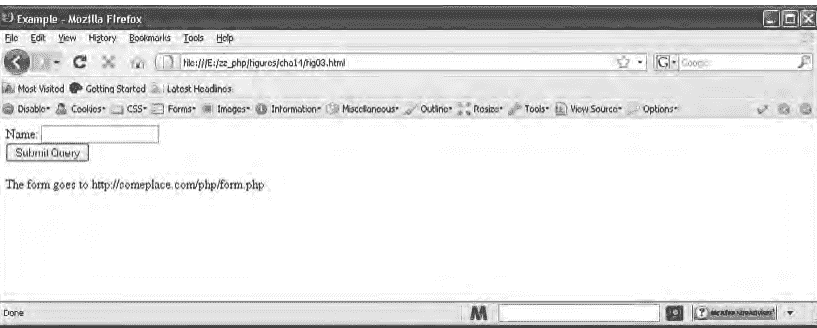 Example - Mozilla Firefox
File Edit View History Bookmarks Tools Help
file:///E:/zz_php/figures/cha14/fig03.html
G Google
Most Visited Getting Started Latest Headlines
Disable Cookies CSS Forms Images Information Miscellaneous Outline Resize Tools View Source Options
Name:
Submit Query
The form goes to http://someplace.com/php/form.php
Done
M ?